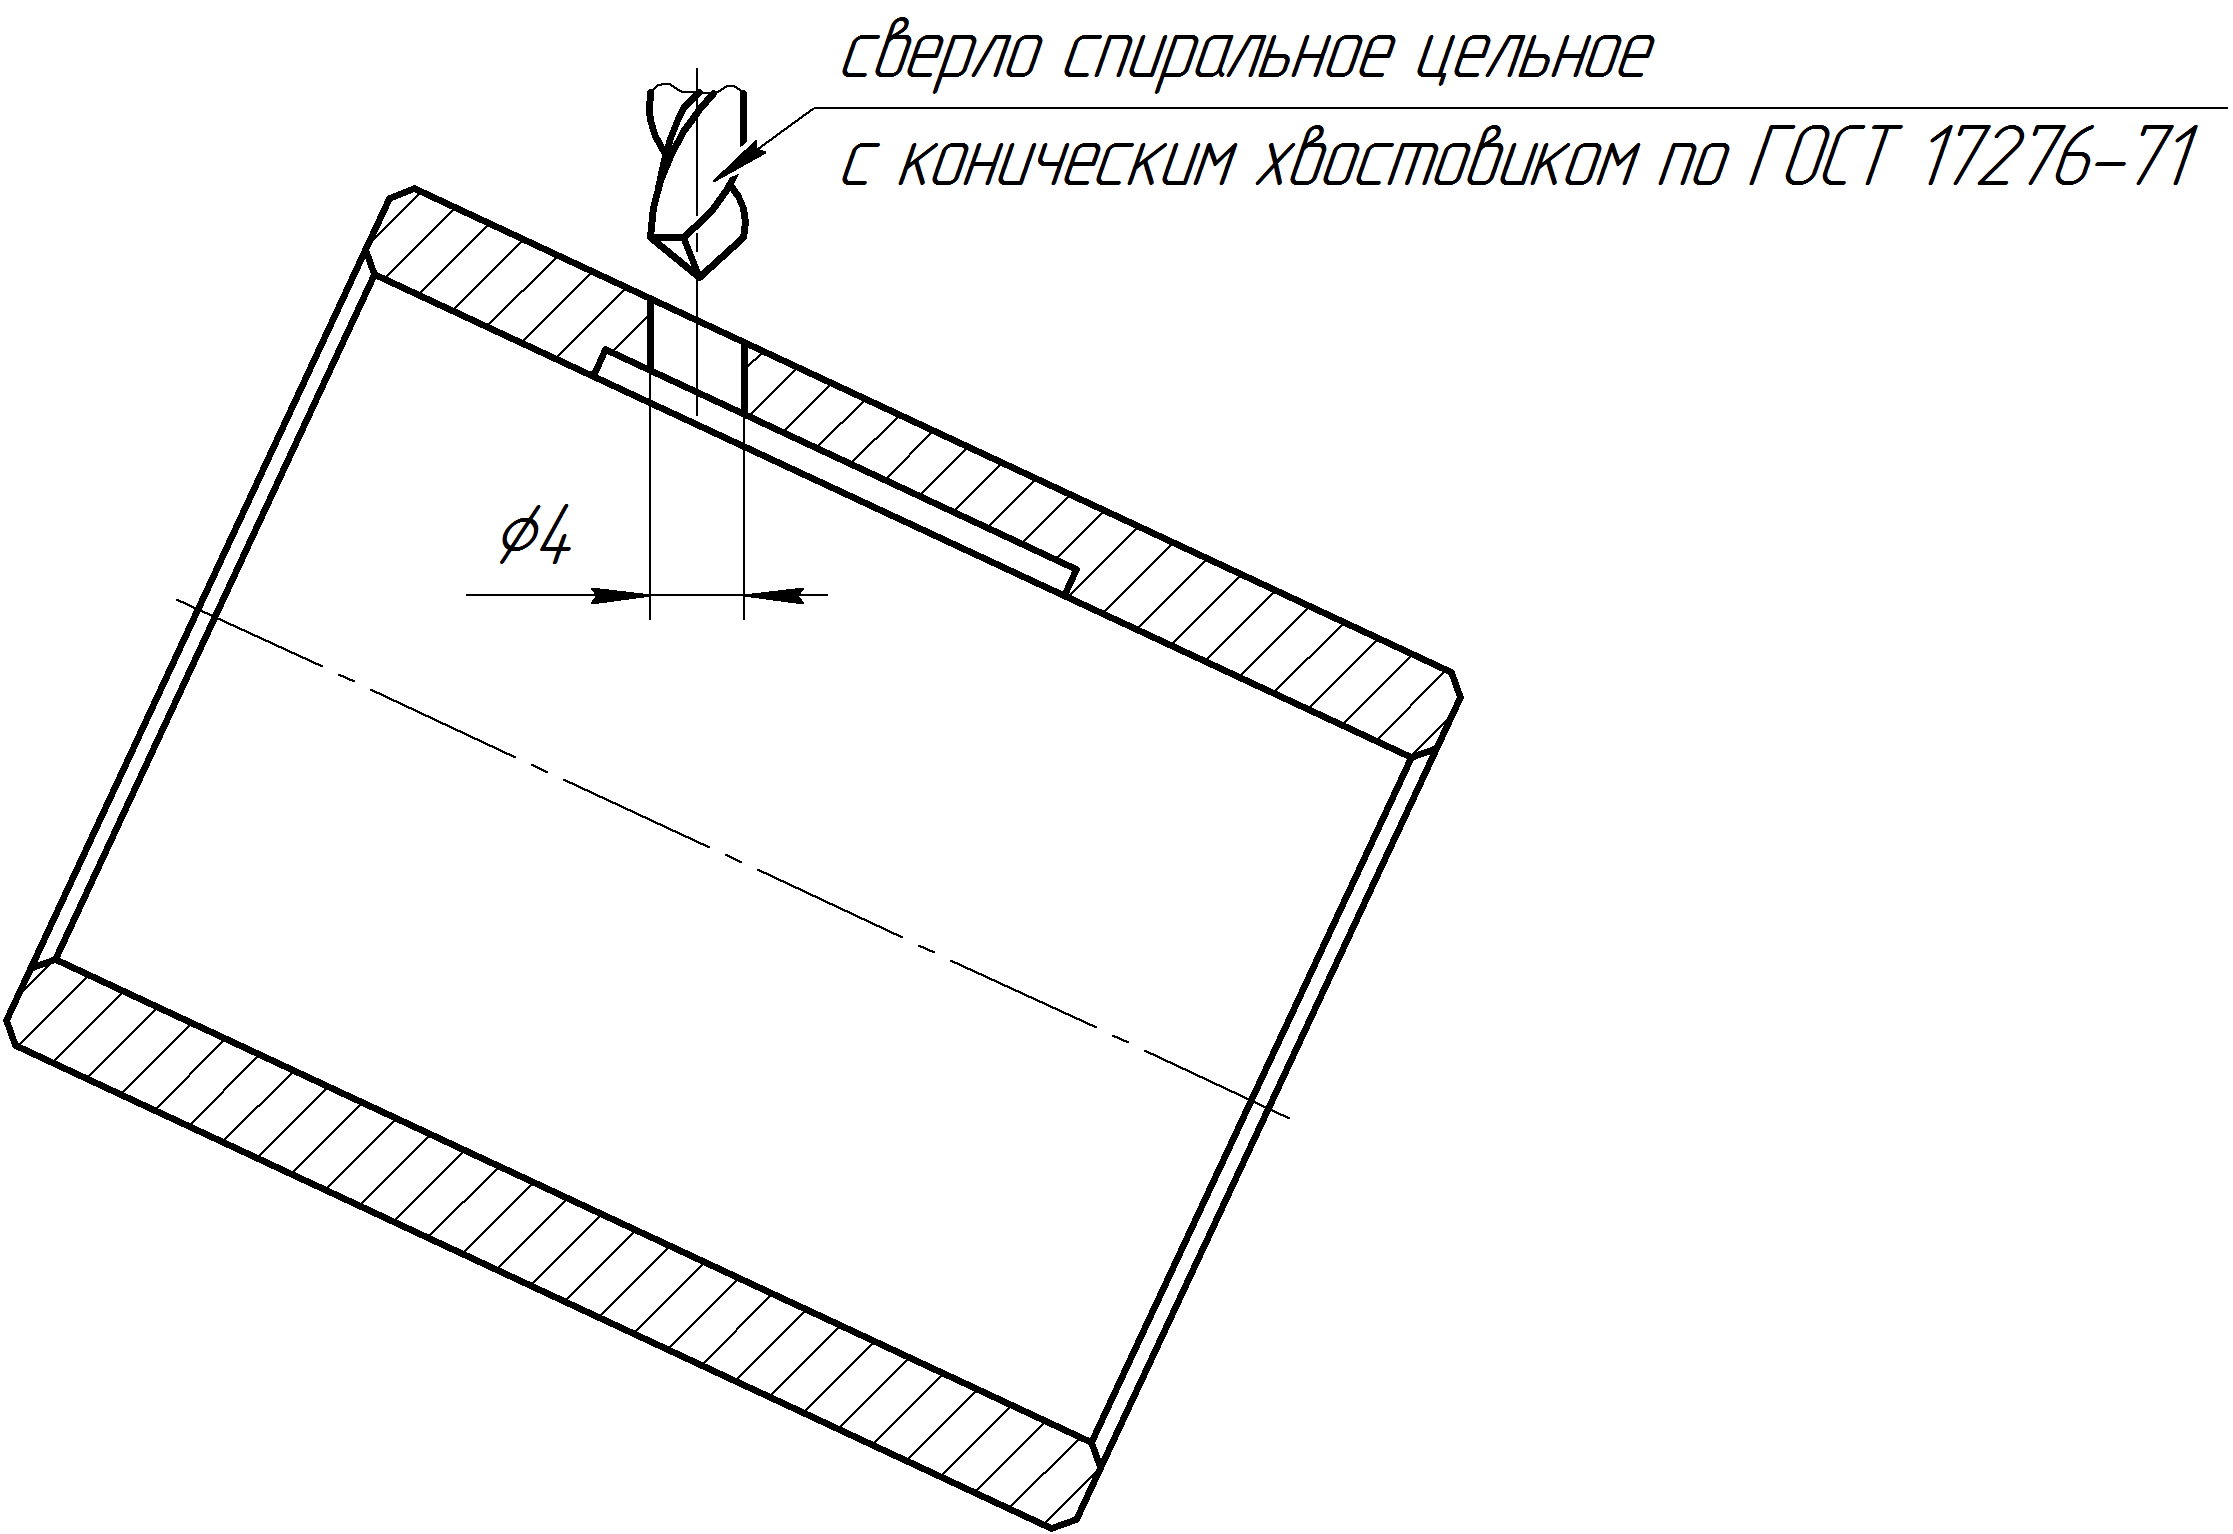 сверло спиральное цельное
с коническим хвостовиком по ГОСТ 17276-71
⌀4